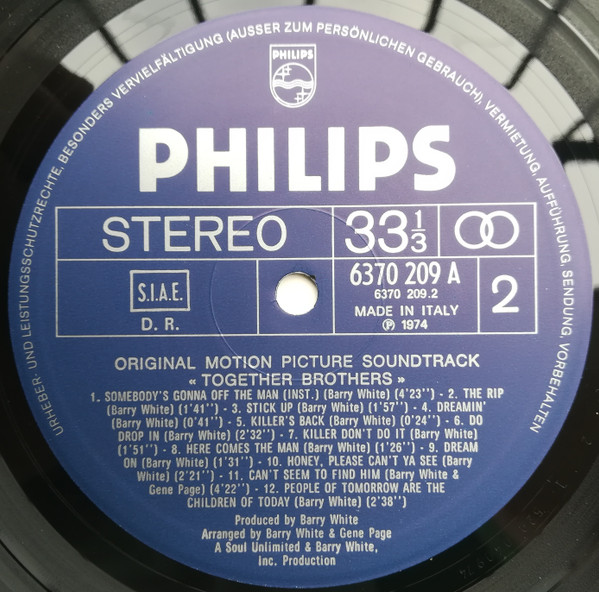 URHEBER- UND LEISTUNGSSCHUTZRECHTE, BESONDERS VERVIELFÄLTIGUNG (AUSSER ZUM PERSÖNLICHEN GEBRAUCH), VERMIETUNG, AUFFÜHRUNG, SENDUNG, VORBEHALTEN
PHILIPS
PHILIPS
STEREO
33 1/3
S.I.A.E.
D. R.
6370 209 A
6370 209.2
MADE IN ITALY
Ⓟ 1974
2
ORIGINAL MOTION PICTURE SOUNDTRACK
« TOGETHER BROTHERS »
1. SOMEBODY'S GONNA OFF THE MAN (INST.) (Barry White) (4'23'') - 2. THE RIP
(Barry White) (1'41'') - 3. STICK UP (Barry White) (1'57'') - 4. DREAMIN'
(Barry White) (0'41'') - 5. KILLER'S BACK (Barry White) (0'24'') - 6. DO
DROP IN (Barry White) (2'32'') - 7. KILLER DON'T DO IT (Barry White)
(1'51'') - 8. HERE COMES THE MAN (Barry White) (1'26'') - 9. DREAM
ON (Barry White) (1'31'') - 10. HONEY, PLEASE CAN'T YA SEE (Barry
White) (2'21'') - 11. CAN'T SEEM TO FIND HIM (Barry White &
Gene Page) (4'22'') - 12. PEOPLE OF TOMORROW ARE THE
CHILDREN OF TODAY (Barry White) (2'38'')
Produced by Barry White
Arranged by Barry White & Gene Page
A Soul Unlimited & Barry White,
Inc. Production